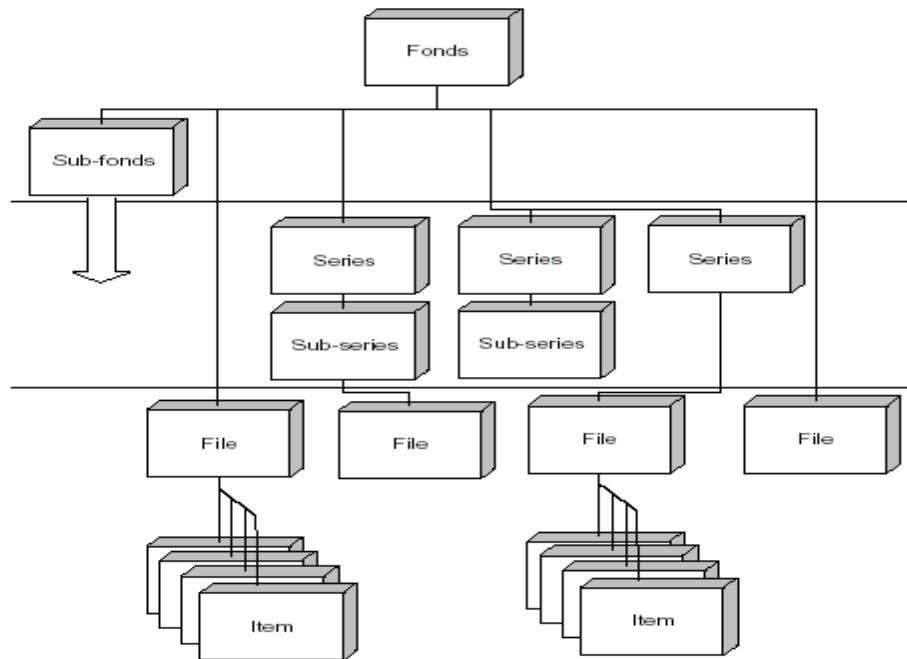 Fonds
Sub-fonds
Series
Series
Series
Sub-series
Sub-series
File
File
File
File
Item
Item